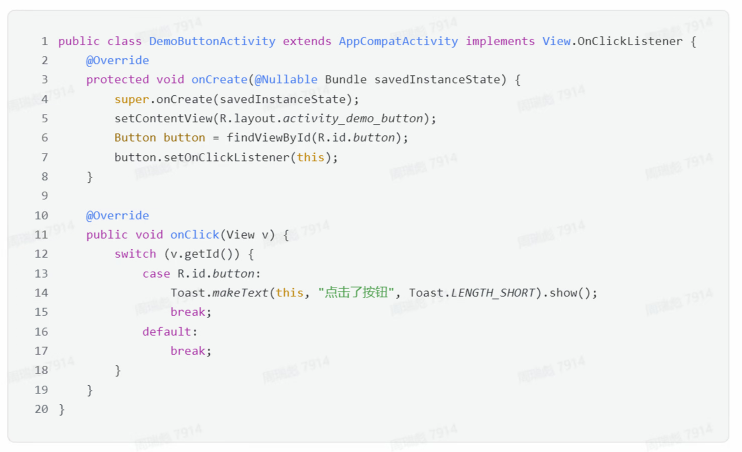 1 public class DemoButtonActivity extends AppCompatActivity implements View.OnClickListener {
2 @Override
3 protected void onCreate(@Nullable Bundle savedInstanceState) {
4 super.onCreate(savedInstanceState);
5 setContentView(R.layout.activity_demo_button);
6 Button button = findViewById(R.id.button);
7 button.setOnClickListener(this);
8 }
9
10 @Override
11 public void onClick(View v) {
12 switch (v.getId()) {
13 case R.id.button:
14 Toast.makeText(this, "点击了按钮", Toast.LENGTH_SHORT).show();
15 break;
16 default:
17 break;
18 }
19 }
20 }